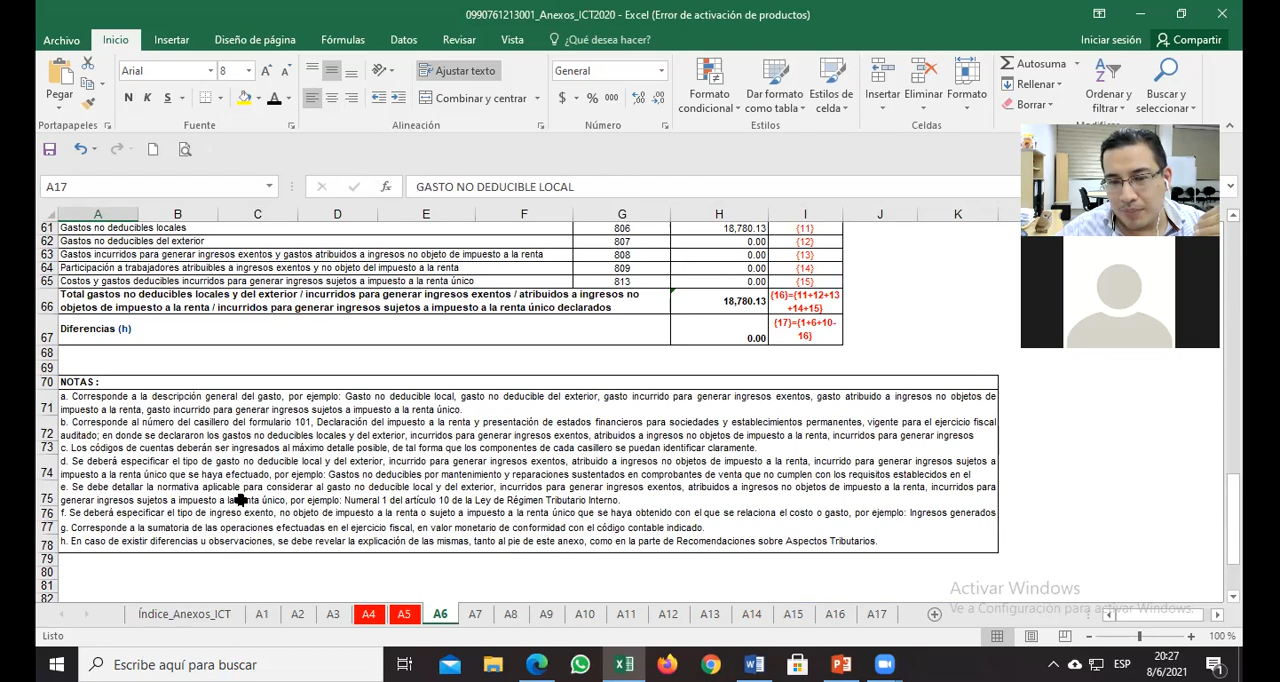 0990761213001_Anexos_ICT2020 - Excel (Error de activación de productos)
Archivo Inicio Insertar Diseño de página Fórmulas Datos Revisar Vista ¿Qué desea hacer? Iniciar sesión Compartir
Arial 8 Ajustar texto General Autosuma
Pegar N K S Combinar y centrar $ % 000 Formato condicional Dar formato como tabla Estilos de celda Insertar Eliminar Formato Rellenar Borrar Ordenar y filtrar Buscar y seleccionar
Portapapeles Fuente Alineación Número Estilos Celdas
A17 fx GASTO NO DEDUCIBLE LOCAL
A B C D E F G H I J K
61 Gastos no deducibles locales 806 18,780.13 {11}
62 Gastos no deducibles del exterior 807 0.00 {12}
63 Gastos incurridos para generar ingresos exentos y gastos atribuidos a ingresos no objeto de impuesto a la renta 808 0.00 {13}
64 Participación a trabajadores atribuibles a ingresos exentos y no objeto del impuesto a la renta 809 0.00 {14}
65 Costos y gastos deducibles incurridos para generar ingresos sujetos a impuesto a la renta único 813 0.00 {15}
Total gastos no deducibles locales y del exterior / incurridos para generar ingresos exentos / atribuidos a ingresos no {16}={11+12+13
66 objetos de impuesto a la renta / incurridos para generar ingresos sujetos a impuesto a la renta único declarados 18,780.13 +14+15}
Diferencias (h) {17}={1+6+10-
67 0.00 16}
68
69
70 NOTAS :
a. Corresponde a la descripción general del gasto, por ejemplo: Gasto no deducible local, gasto no deducible del exterior, gasto incurrido para generar ingresos exentos, gasto atribuido a ingresos no objetos de
71 impuesto a la renta, gasto incurrido para generar ingresos sujetos a impuesto a la renta único.
b. Corresponde al número del casillero del formulario 101, Declaración del impuesto a la renta y presentación de estados financieros para sociedades y establecimientos permanentes, vigente para el ejercicio fiscal
72 auditado; en donde se declararon los gastos no deducibles locales y del exterior, incurridos para generar ingresos exentos, atribuidos a ingresos no objetos de impuesto a la renta, incurridos para generar ingresos
73 c. Los códigos de cuentas deberán ser ingresados al máximo detalle posible, de tal forma que los componentes de cada casillero se puedan identificar claramente.
d. Se deberá especificar el tipo de gasto no deducible local y del exterior, incurrido para generar ingresos exentos, atribuido a ingresos no objetos de impuesto a la renta, incurrido para generar ingresos sujetos a
74 impuesto a la renta único que se haya efectuado, por ejemplo: Gastos no deducibles por mantenimiento y reparaciones sustentados en comprobantes de venta que no cumplen con los requisitos establecidos en el
e. Se debe detallar la normativa aplicable para considerar al gasto no deducible local y del exterior, incurridos para generar ingresos exentos, atribuidos a ingresos no objetos de impuesto a la renta, incurridos para
75 generar ingresos sujetos a impuesto a la renta único, por ejemplo: Numeral 1 del artículo 10 de la Ley de Régimen Tributario Interno.
76 f. Se deberá especificar el tipo de ingreso exento, no objeto de impuesto a la renta o sujeto a impuesto a la renta único que se haya obtenido con el que se relaciona el costo o gasto, por ejemplo: Ingresos generados
77 g. Corresponde a la sumatoria de las operaciones efectuadas en el ejercicio fiscal, en valor monetario de conformidad con el código contable indicado.
78 h. En caso de existir diferencias u observaciones, se debe revelar la explicación de las mismas, tanto al pie de este anexo, como en la parte de Recomendaciones sobre Aspectos Tributarios.
79
80
81
82
Activar Windows
Ve a Configuración para activar Windows.
Índice_Anexos_ICT A1 A2 A3 A4 A5 A6 A7 A8 A9 A10 A11 A12 A13 A14 A15 A16 A17
Listo 100 %
Escribe aquí para buscar ESP 20:27
8/6/2021 1